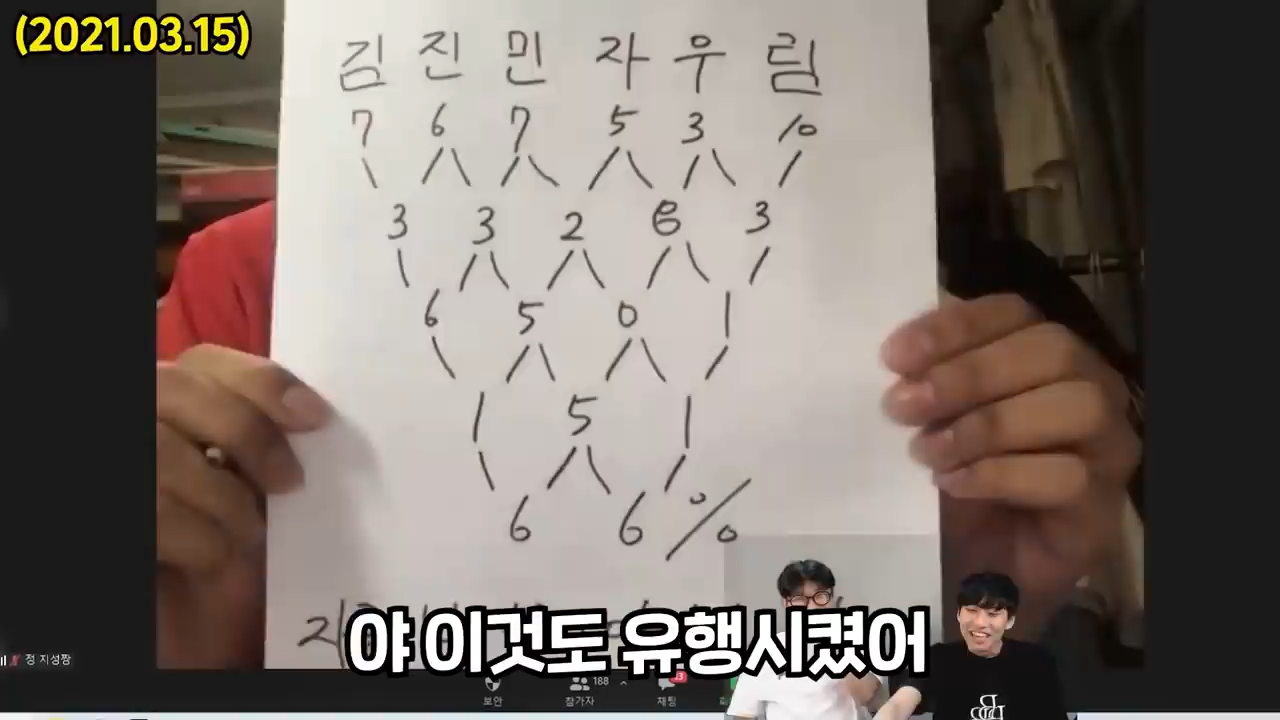 (2021.03.15)
김 진 민 자 우 림
7 6 7 5 3 10
3 3 2 8 3
6 5 0 1
1 5 1
6 6 %
야 이것도 유행시켰어
정 지성짱
188
13
보안 참가자 채팅